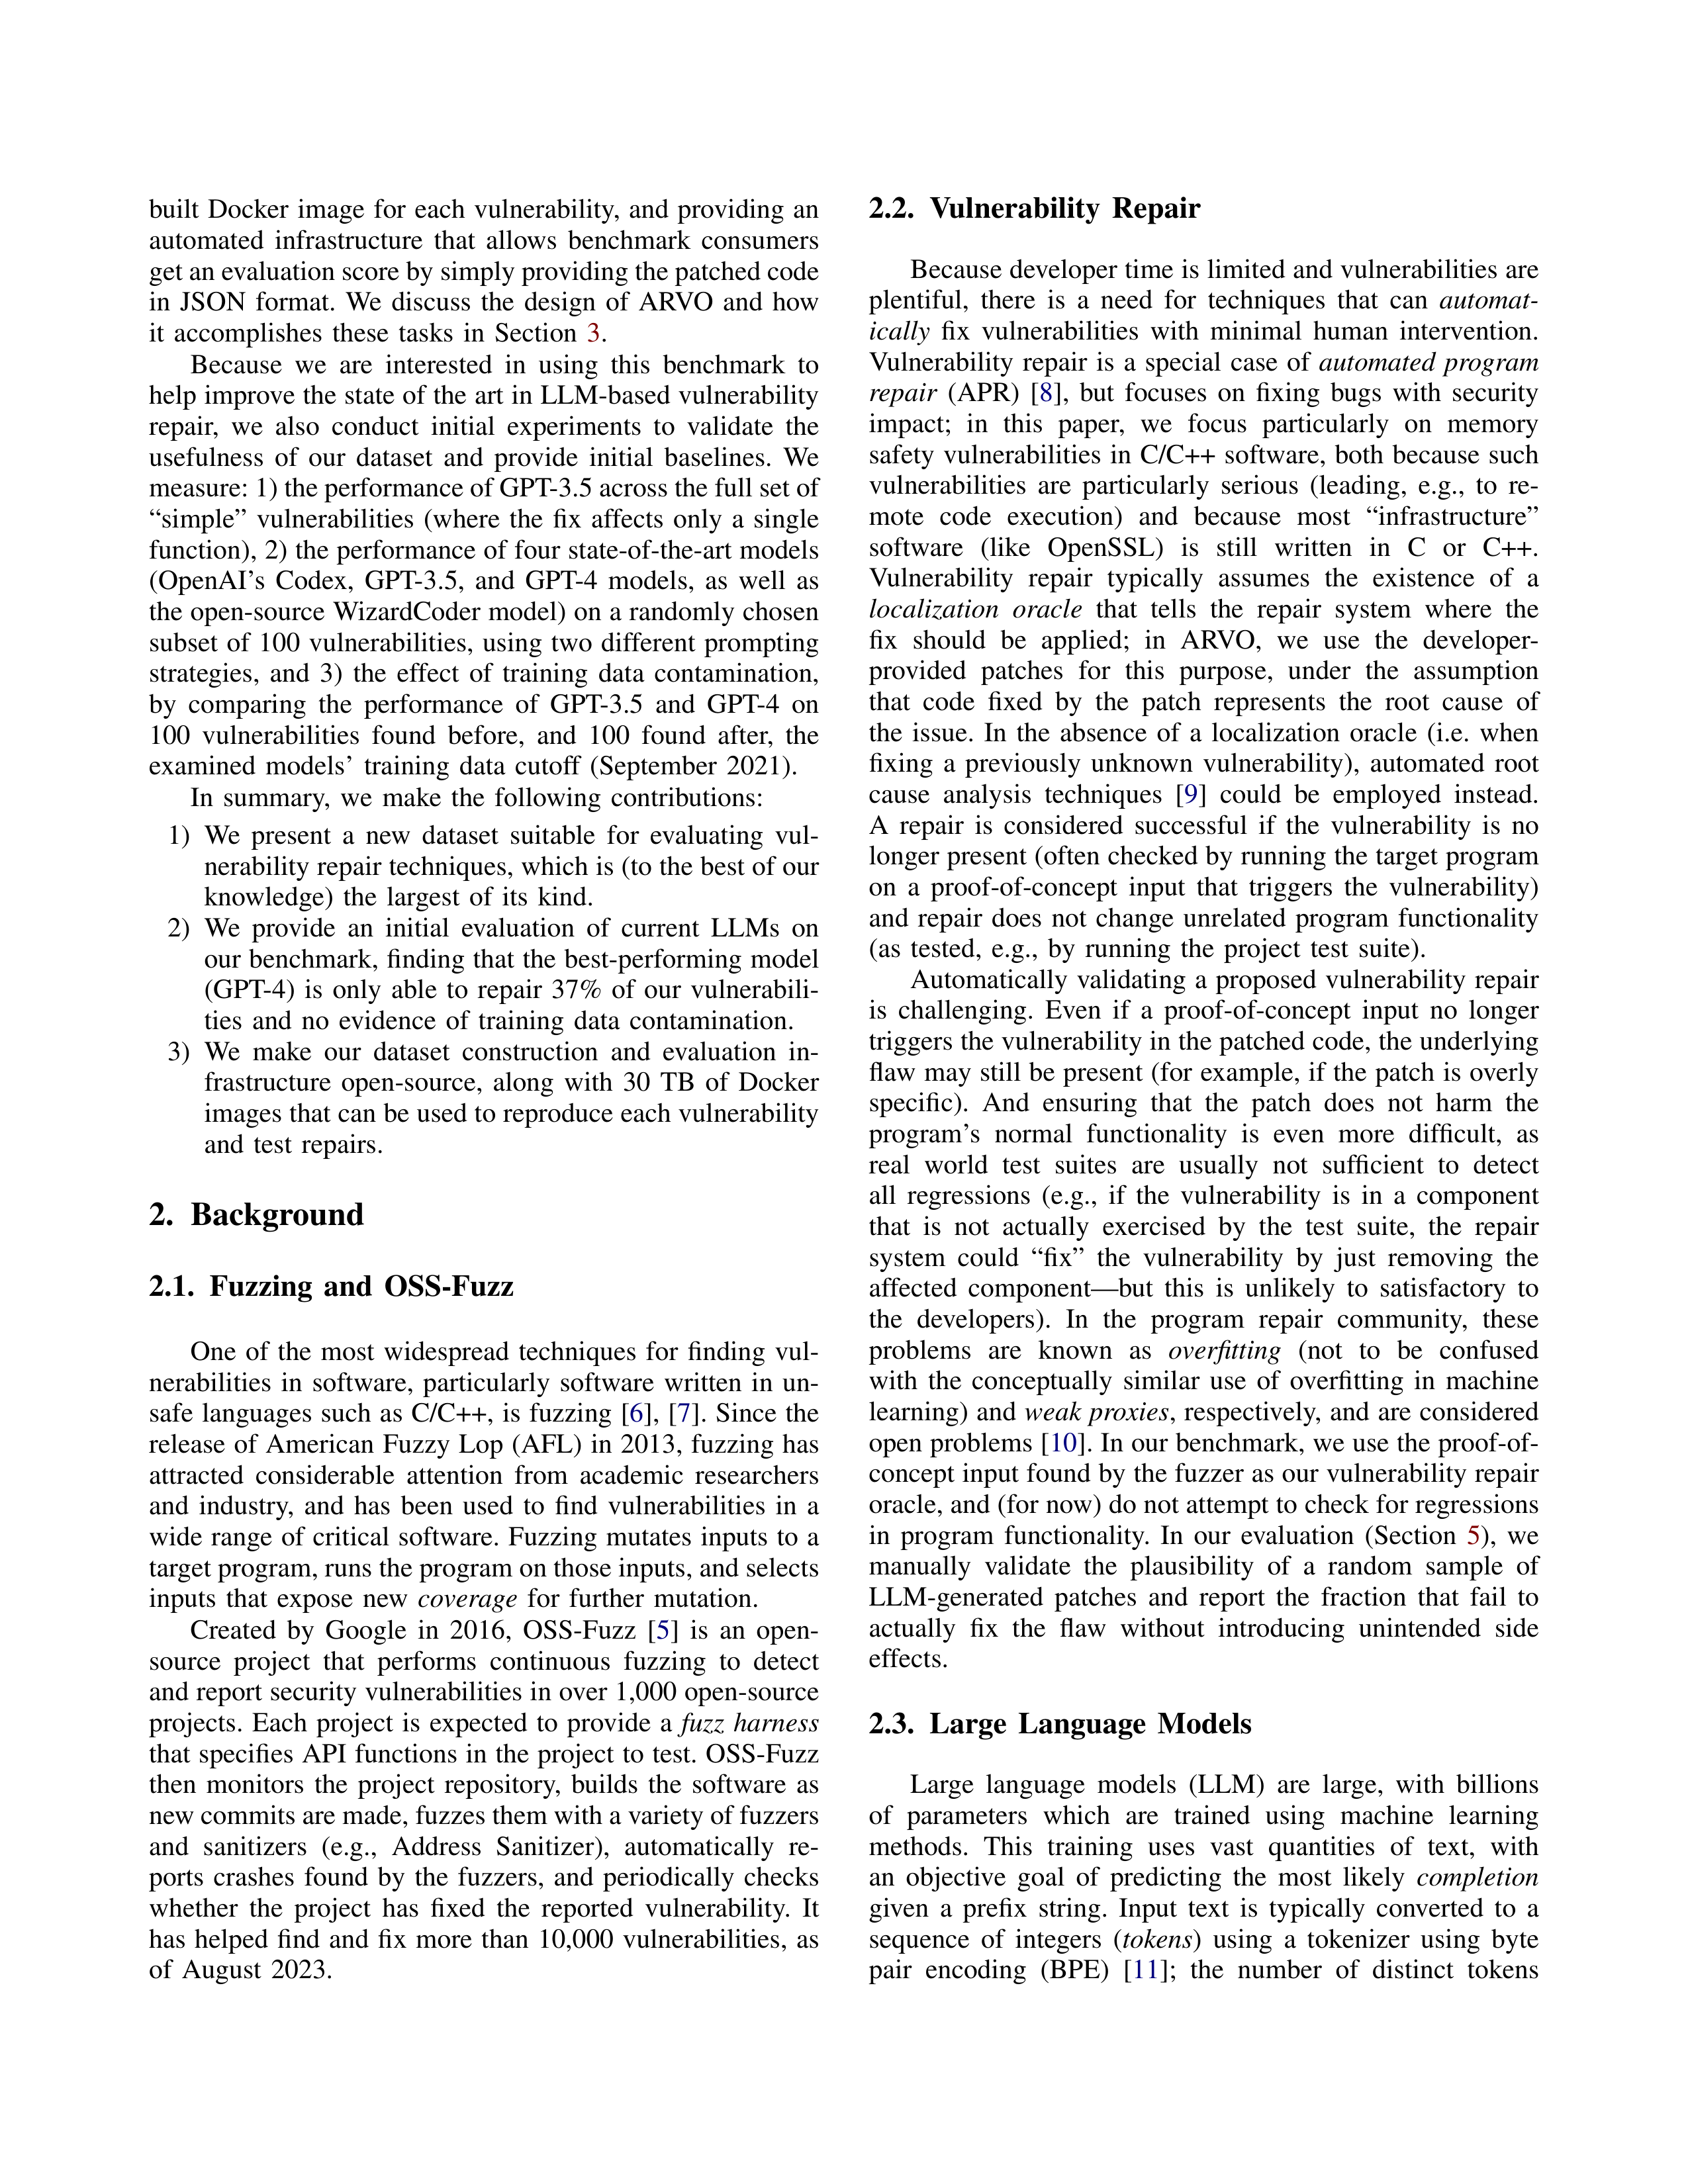 built Docker image for each vulnerability, and providing an
automated infrastructure that allows benchmark consumers
get an evaluation score by simply providing the patched code
in JSON format. We discuss the design of ARVO and how
it accomplishes these tasks in Section 3.
Because we are interested in using this benchmark to
help improve the state of the art in LLM-based vulnerability
repair, we also conduct initial experiments to validate the
usefulness of our dataset and provide initial baselines. We
measure: 1) the performance of GPT-3.5 across the full set of
“simple” vulnerabilities (where the fix affects only a single
function), 2) the performance of four state-of-the-art models
(OpenAI’s Codex, GPT-3.5, and GPT-4 models, as well as
the open-source WizardCoder model) on a randomly chosen
subset of 100 vulnerabilities, using two different prompting
strategies, and 3) the effect of training data contamination,
by comparing the performance of GPT-3.5 and GPT-4 on
100 vulnerabilities found before, and 100 found after, the
examined models’ training data cutoff (September 2021).
In summary, we make the following contributions:
1) We present a new dataset suitable for evaluating vul-
nerability repair techniques, which is (to the best of our
knowledge) the largest of its kind.
2) We provide an initial evaluation of current LLMs on
our benchmark, finding that the best-performing model
(GPT-4) is only able to repair 37% of our vulnerabili-
ties and no evidence of training data contamination.
3) We make our dataset construction and evaluation in-
frastructure open-source, along with 30 TB of Docker
images that can be used to reproduce each vulnerability
and test repairs.
2. Background
2.1. Fuzzing and OSS-Fuzz
One of the most widespread techniques for finding vul-
nerabilities in software, particularly software written in un-
safe languages such as C/C++, is fuzzing [6], [7]. Since the
release of American Fuzzy Lop (AFL) in 2013, fuzzing has
attracted considerable attention from academic researchers
and industry, and has been used to find vulnerabilities in a
wide range of critical software. Fuzzing mutates inputs to a
target program, runs the program on those inputs, and selects
inputs that expose new coverage for further mutation.
Created by Google in 2016, OSS-Fuzz [5] is an open-
source project that performs continuous fuzzing to detect
and report security vulnerabilities in over 1,000 open-source
projects. Each project is expected to provide a fuzz harness
that specifies API functions in the project to test. OSS-Fuzz
then monitors the project repository, builds the software as
new commits are made, fuzzes them with a variety of fuzzers
and sanitizers (e.g., Address Sanitizer), automatically re-
ports crashes found by the fuzzers, and periodically checks
whether the project has fixed the reported vulnerability. It
has helped find and fix more than 10,000 vulnerabilities, as
of August 2023.
2.2. Vulnerability Repair
Because developer time is limited and vulnerabilities are
plentiful, there is a need for techniques that can automat-
ically fix vulnerabilities with minimal human intervention.
Vulnerability repair is a special case of automated program
repair (APR) [8], but focuses on fixing bugs with security
impact; in this paper, we focus particularly on memory
safety vulnerabilities in C/C++ software, both because such
vulnerabilities are particularly serious (leading, e.g., to re-
mote code execution) and because most “infrastructure”
software (like OpenSSL) is still written in C or C++.
Vulnerability repair typically assumes the existence of a
localization oracle that tells the repair system where the
fix should be applied; in ARVO, we use the developer-
provided patches for this purpose, under the assumption
that code fixed by the patch represents the root cause of
the issue. In the absence of a localization oracle (i.e. when
fixing a previously unknown vulnerability), automated root
cause analysis techniques [9] could be employed instead.
A repair is considered successful if the vulnerability is no
longer present (often checked by running the target program
on a proof-of-concept input that triggers the vulnerability)
and repair does not change unrelated program functionality
(as tested, e.g., by running the project test suite).
Automatically validating a proposed vulnerability repair
is challenging. Even if a proof-of-concept input no longer
triggers the vulnerability in the patched code, the underlying
flaw may still be present (for example, if the patch is overly
specific). And ensuring that the patch does not harm the
program’s normal functionality is even more difficult, as
real world test suites are usually not sufficient to detect
all regressions (e.g., if the vulnerability is in a component
that is not actually exercised by the test suite, the repair
system could “fix” the vulnerability by just removing the
affected component—but this is unlikely to satisfactory to
the developers). In the program repair community, these
problems are known as overfitting (not to be confused
with the conceptually similar use of overfitting in machine
learning) and weak proxies, respectively, and are considered
open problems [10]. In our benchmark, we use the proof-of-
concept input found by the fuzzer as our vulnerability repair
oracle, and (for now) do not attempt to check for regressions
in program functionality. In our evaluation (Section 5), we
manually validate the plausibility of a random sample of
LLM-generated patches and report the fraction that fail to
actually fix the flaw without introducing unintended side
effects.
2.3. Large Language Models
Large language models (LLM) are large, with billions
of parameters which are trained using machine learning
methods. This training uses vast quantities of text, with
an objective goal of predicting the most likely completion
given a prefix string. Input text is typically converted to a
sequence of integers (tokens) using a tokenizer using byte
pair encoding (BPE) [11]; the number of distinct tokens